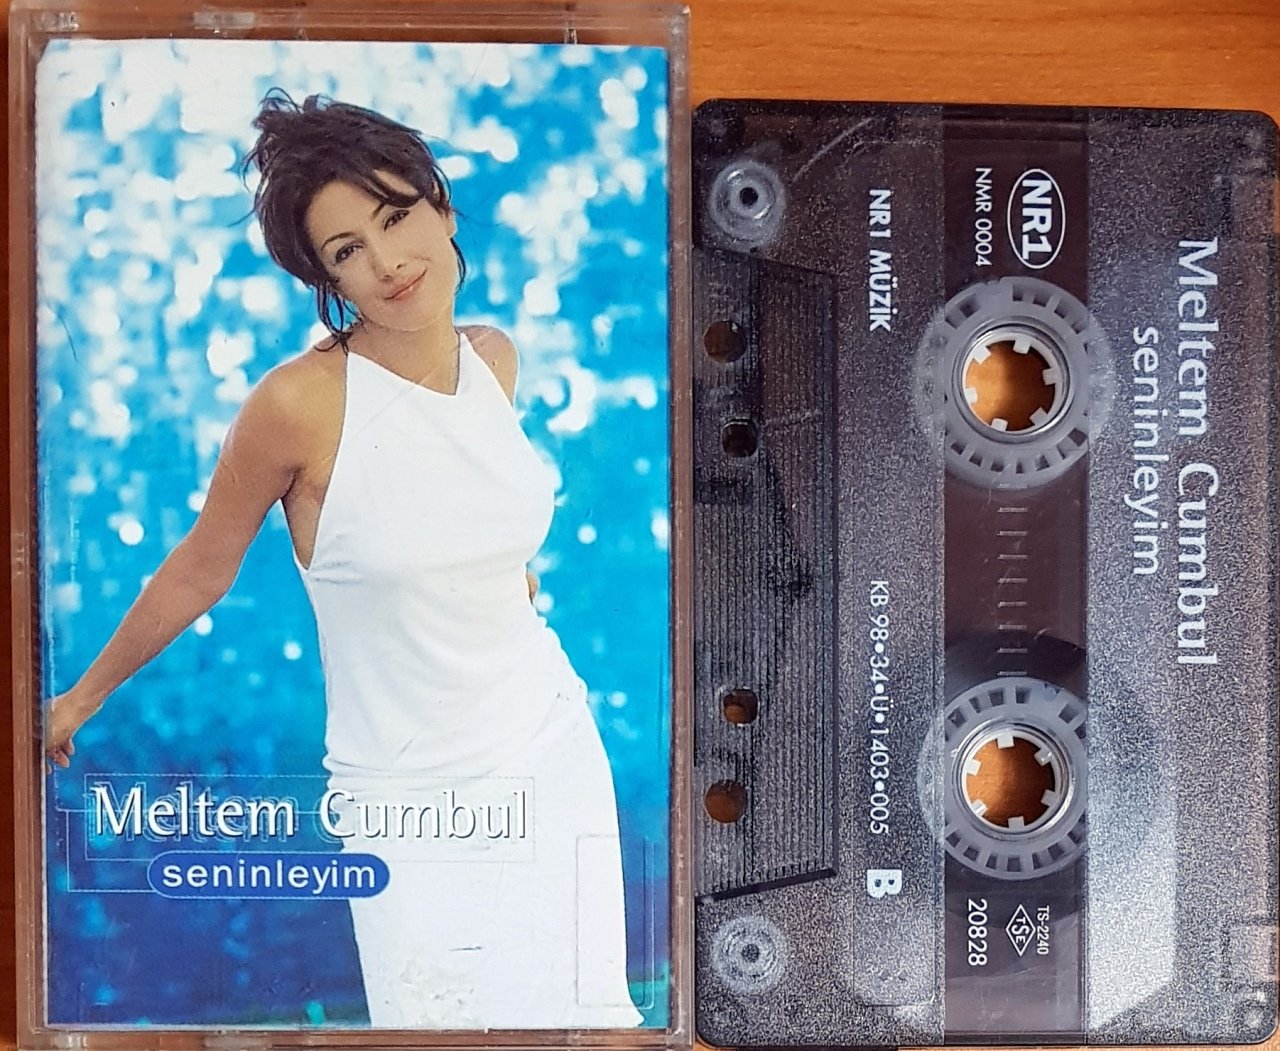 Meltem Cumbul
seninleyim
Meltem Cumbul
seninleyim
NR1
NMR 0004
NR1 MÜZİK
KB 98•34•Ü•1403•005
B
TS-2240
TSE
20828